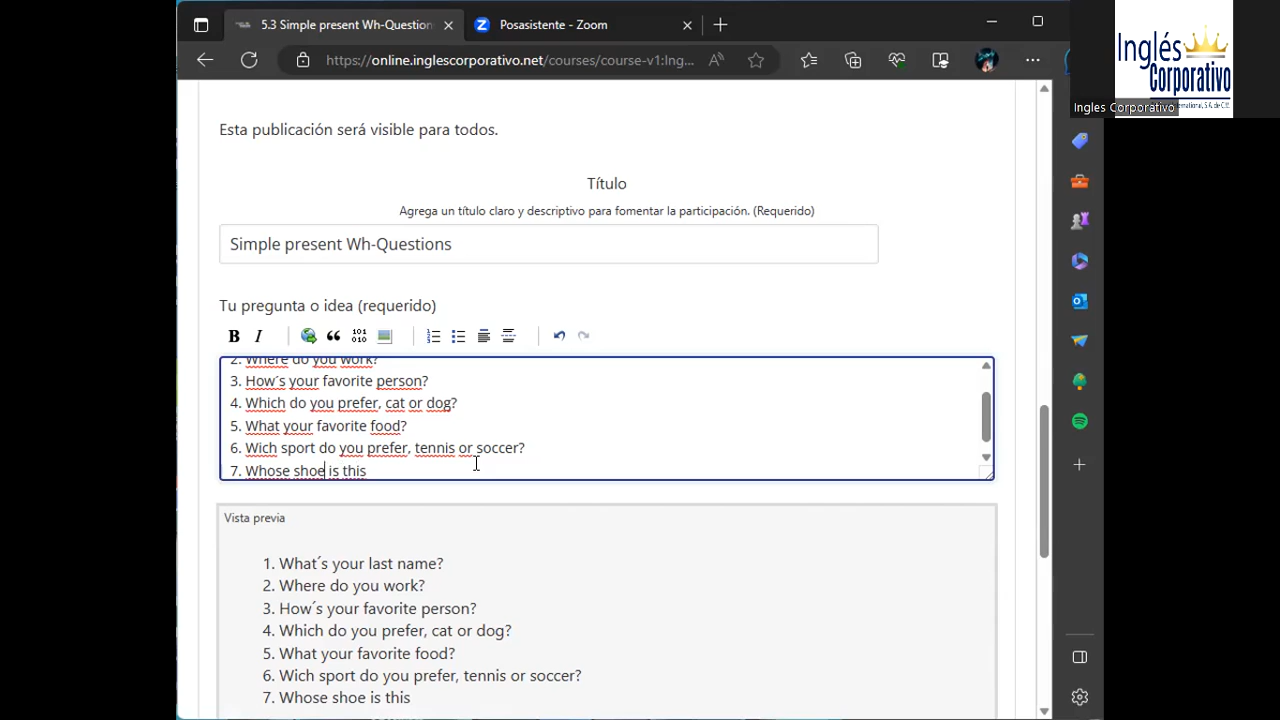 5.3 Simple present Wh-Question
Posasistente - Zoom
https://online.inglescorporativo.net/courses/course-v1:Ing...
Inglés
Corporativo
Ingles Corporativo
Esta publicación será visible para todos.
Título
Agrega un título claro y descriptivo para fomentar la participación. (Requerido)
Simple present Wh-Questions
Tu pregunta o idea (requerido)
B I
2. Where do you work?
3. How´s your favorite person?
4. Which do you prefer, cat or dog?
5. What your favorite food?
6. Wich sport do you prefer, tennis or soccer?
7. Whose shoe is this
Vista previa
1. What´s your last name?
2. Where do you work?
3. How´s your favorite person?
4. Which do you prefer, cat or dog?
5. What your favorite food?
6. Wich sport do you prefer, tennis or soccer?
7. Whose shoe is this